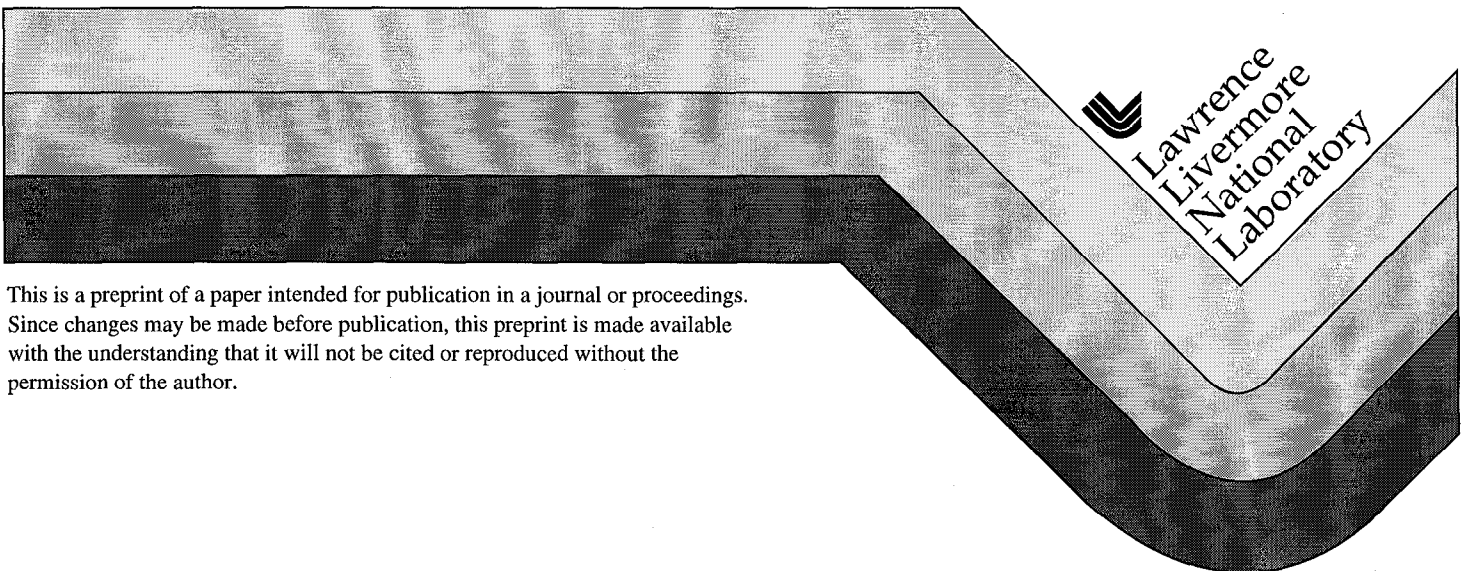 Lawrence
Livermore
National
Laboratory
This is a preprint of a paper intended for publication in a journal or proceedings.
Since changes may be made before publication, this preprint is made available
with the understanding that it will not be cited or reproduced without the
permission of the author.